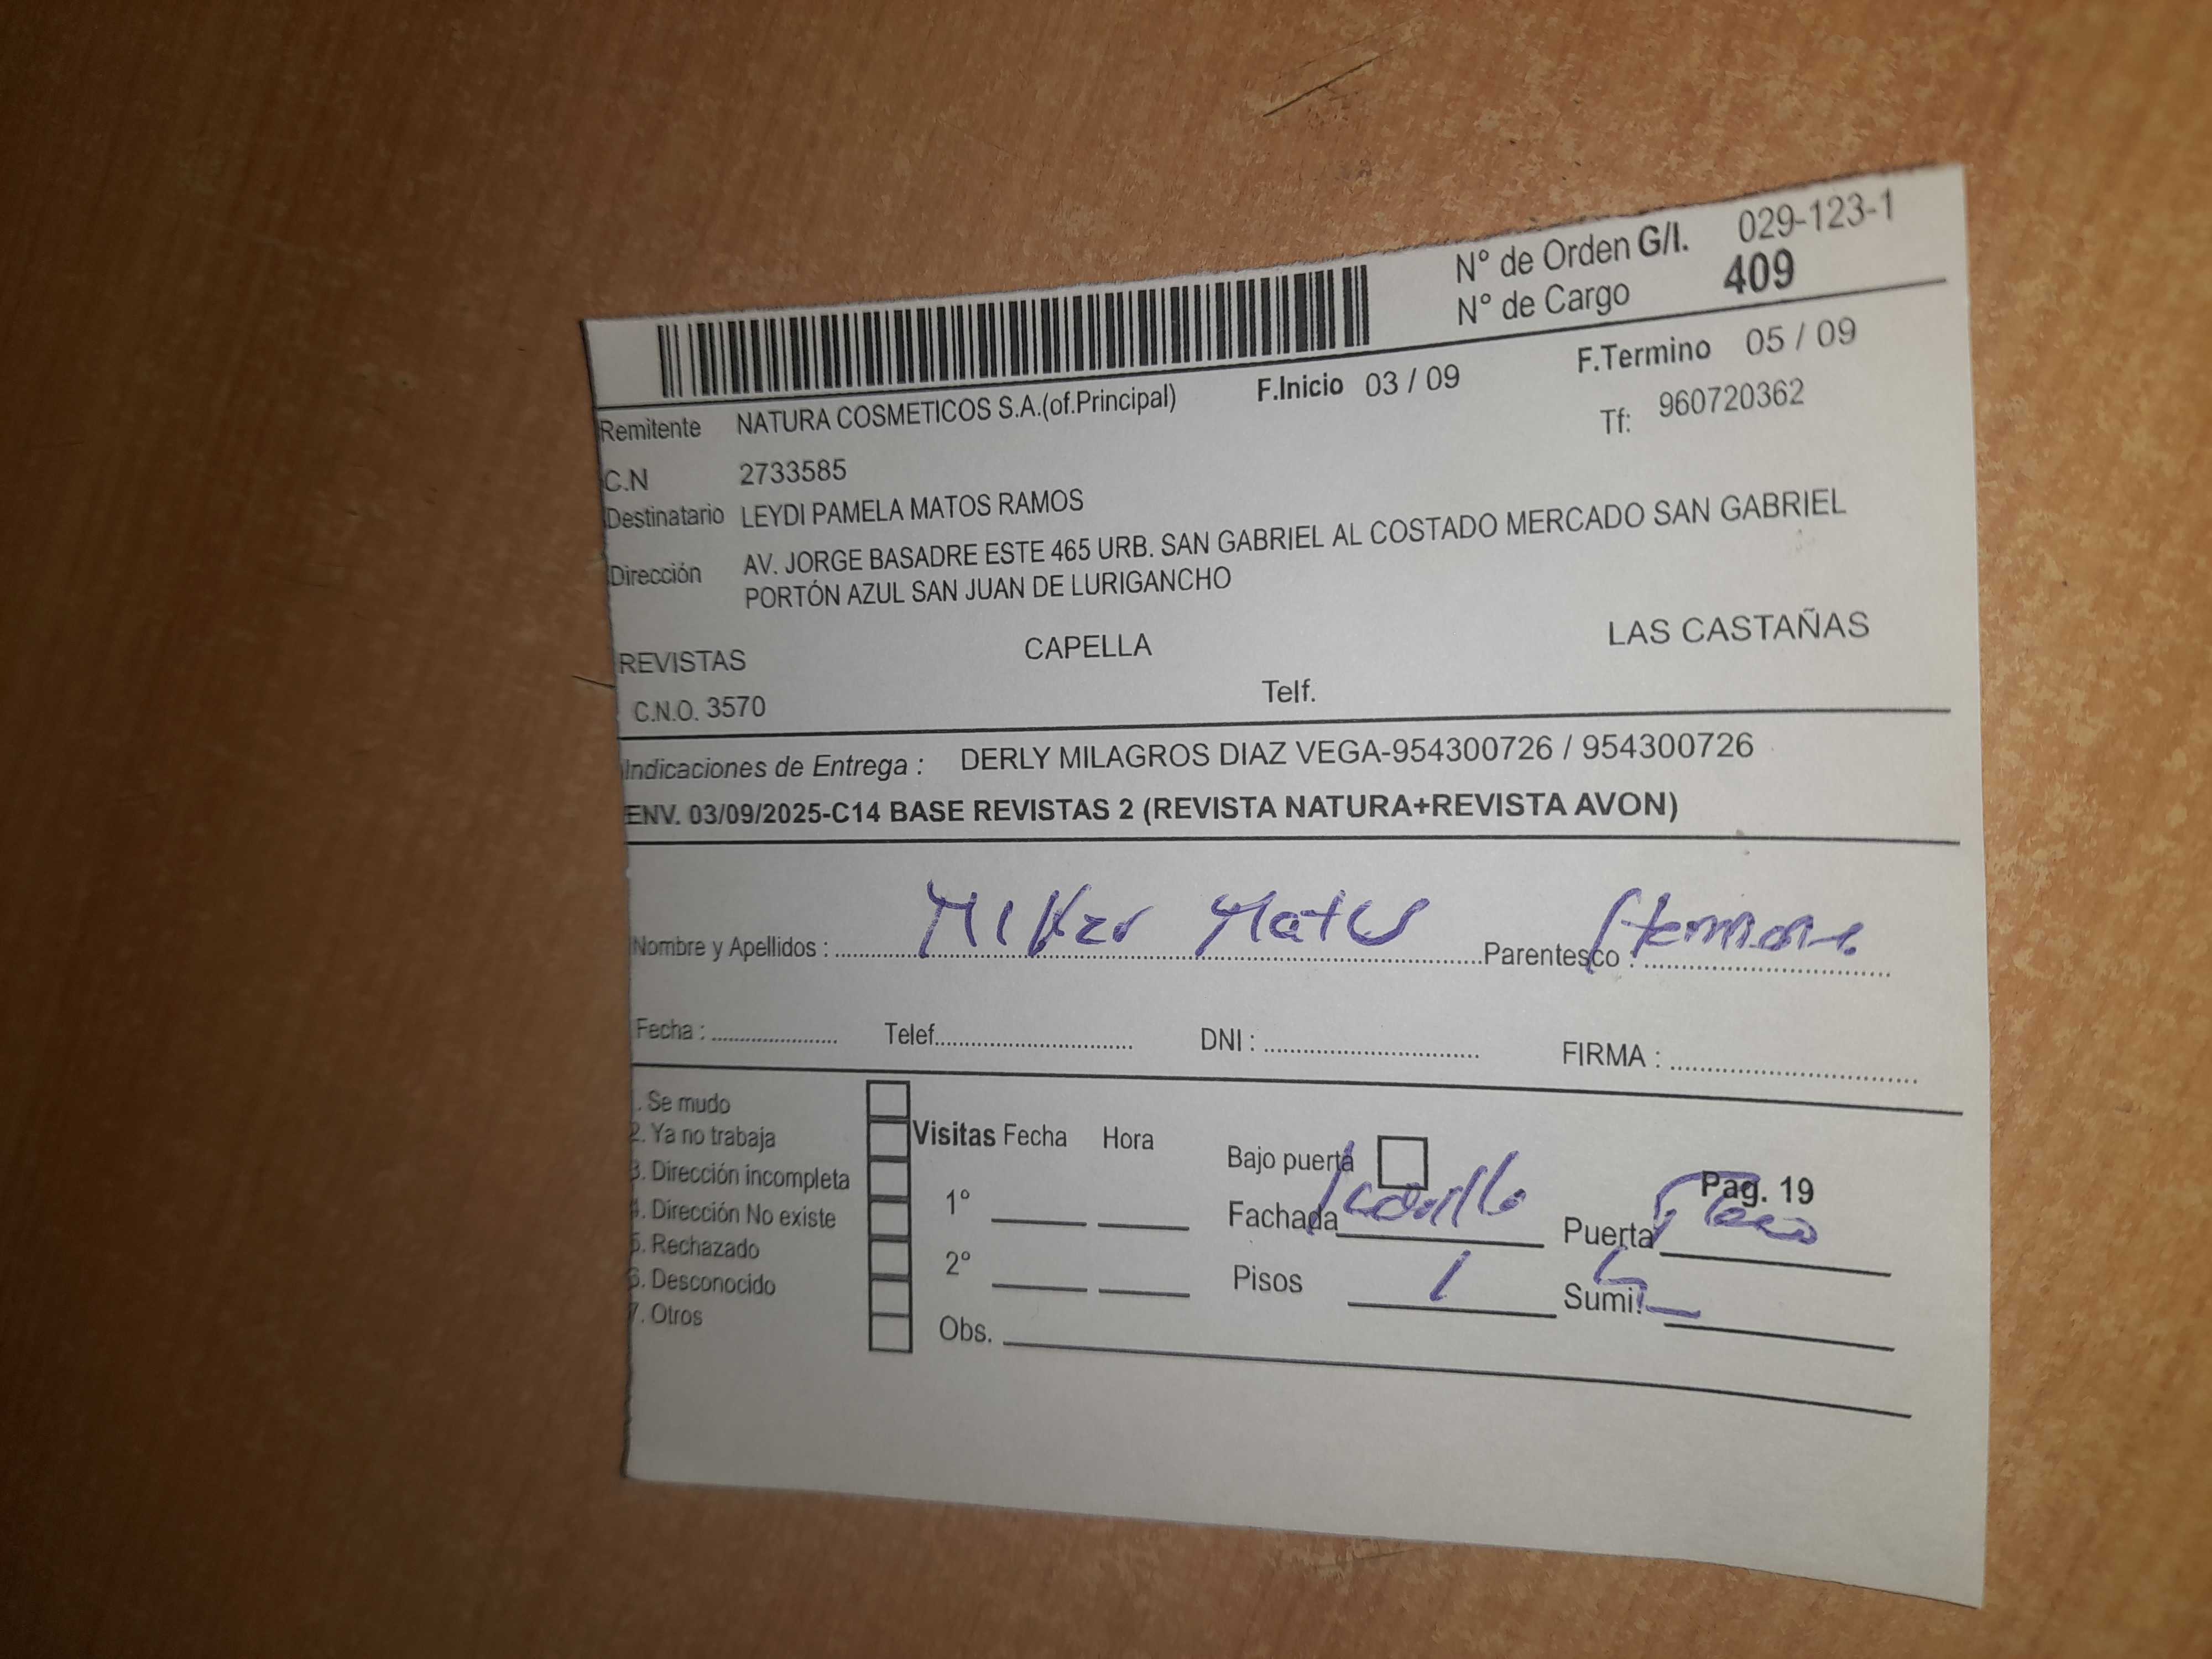 N° de Orden G/I. 029-123-1
N° de Cargo 409
Remitente NATURA COSMETICOS S.A.(of.Principal) F.Inicio 03 / 09 F.Termino 05 / 09
C.N 2733585 Tf: 960720362
Destinatario LEYDI PAMELA MATOS RAMOS
Dirección AV. JORGE BASADRE ESTE 465 URB. SAN GABRIEL AL COSTADO MERCADO SAN GABRIEL
PORTÓN AZUL SAN JUAN DE LURIGANCHO
REVISTAS CAPELLA LAS CASTAÑAS
C.N.O. 3570 Telf.
Indicaciones de Entrega : DERLY MILAGROS DIAZ VEGA-954300726 / 954300726
ENV. 03/09/2025-C14 BASE REVISTAS 2 (REVISTA NATURA+REVISTA AVON)
Nombre y Apellidos : Matos Parentesco :
Fecha : Telef. DNI : FIRMA :
. Se mudo
2. Ya no trabaja Visitas Fecha Hora Bajo puerta
3. Dirección incompleta Pag. 19
4. Dirección No existe 1° Fachada Ladrillo Puerta
5. Rechazado
6. Desconocido 2° Pisos 1 Sumi!
7. Otros Obs.